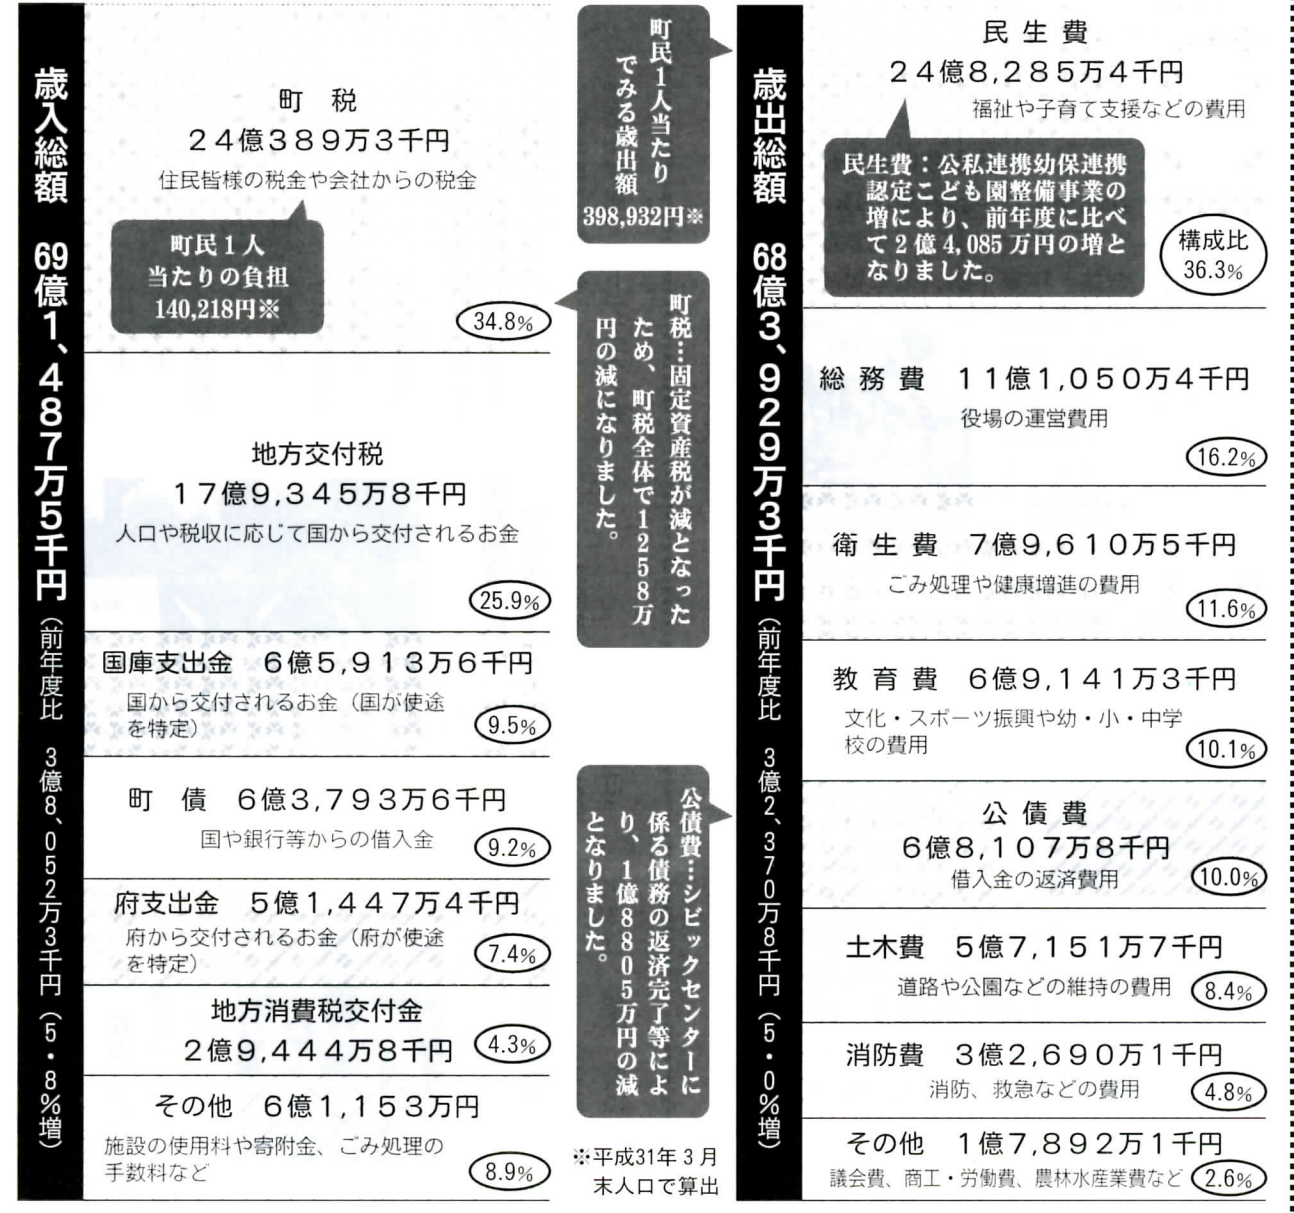 歳入総額　69億1、487万5千円（前年度比　3億8、052万3千円（5・8％増）
町　税
24億389万3千円
住民皆様の税金や会社からの税金
町民1人
当たりの負担
140,218円※
34.8%
地方交付税
17億9,345万8千円
人口や税収に応じて国から交付されるお金
25.9%
国庫支出金　6億5,913万6千円
国から交付されるお金（国が使途
を特定）
9.5%
町　債　6億3,793万6千円
国や銀行等からの借入金
9.2%
府支出金　5億1,447万4千円
府から交付されるお金（府が使途
を特定）
7.4%
地方消費税交付金
2億9,444万8千円
4.3%
その他　6億1,153万円
施設の使用料や寄附金、ごみ処理の
手数料など
8.9%
町民1人当たり
でみる歳出額
398,932円※
町税…固定資産税が減となった
ため、町税全体で1258万
円の減になりました。
公債費…シビックセンターに
係る債務の返済完了等によ
り、1億8805万円の減
となりました。
※平成31年3月
末人口で算出
歳出総額　68億3、929万3千円（前年度比　3億2、370万8千円（5・0％増）
民生費
24億8,285万4千円
福祉や子育て支援などの費用
民生費：公私連携幼保連携
認定こども園整備事業の
増により、前年度に比べ
て2億4,085万円の増と
なりました。
構成比
36.3%
総務費　11億1,050万4千円
役場の運営費用
16.2%
衛生費　7億9,610万5千円
ごみ処理や健康増進の費用
11.6%
教育費　6億9,141万3千円
文化・スポーツ振興や幼・小・中学
校の費用
10.1%
公債費
6億8,107万8千円
借入金の返済費用
10.0%
土木費　5億7,151万7千円
道路や公園などの維持の費用
8.4%
消防費　3億2,690万1千円
消防、救急などの費用
4.8%
その他　1億7,892万1千円
議会費、商工・労働費、農林水産業費など
2.6%